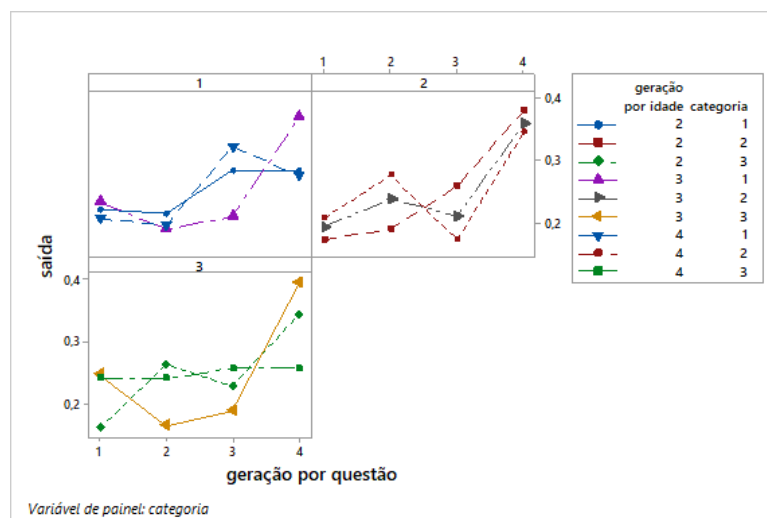 1 2 3 4
1 2
0,4
0,3
0,2
geração
por idade categoria
2 1
2 2
2 3
3 1
3 2
3 3
4 1
4 2
4 3
saída
3
0,4
0,3
0,2
1 2 3 4
geração por questão
Variável de painel: categoria